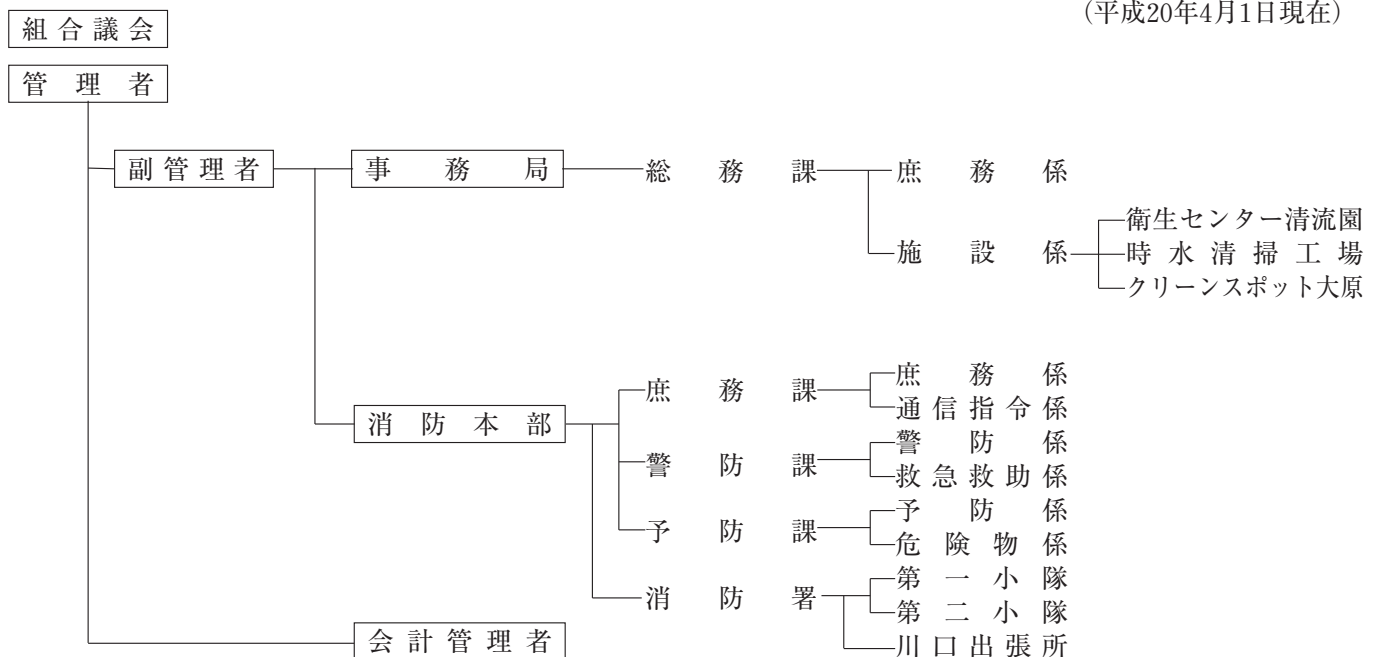 (平成20年4月1日現在)
組合議会
管理者
副管理者 事務局 総務課 庶務係
衛生センター清流園
施設係 時水清掃工場
クリーンスポット大原
庶務課 庶務係
通信指令係
消防本部
警防課 警防係
救急救助係
予防課 予防係
危険物係
消防署 第一小隊
第二小隊
会計管理者 川口出張所